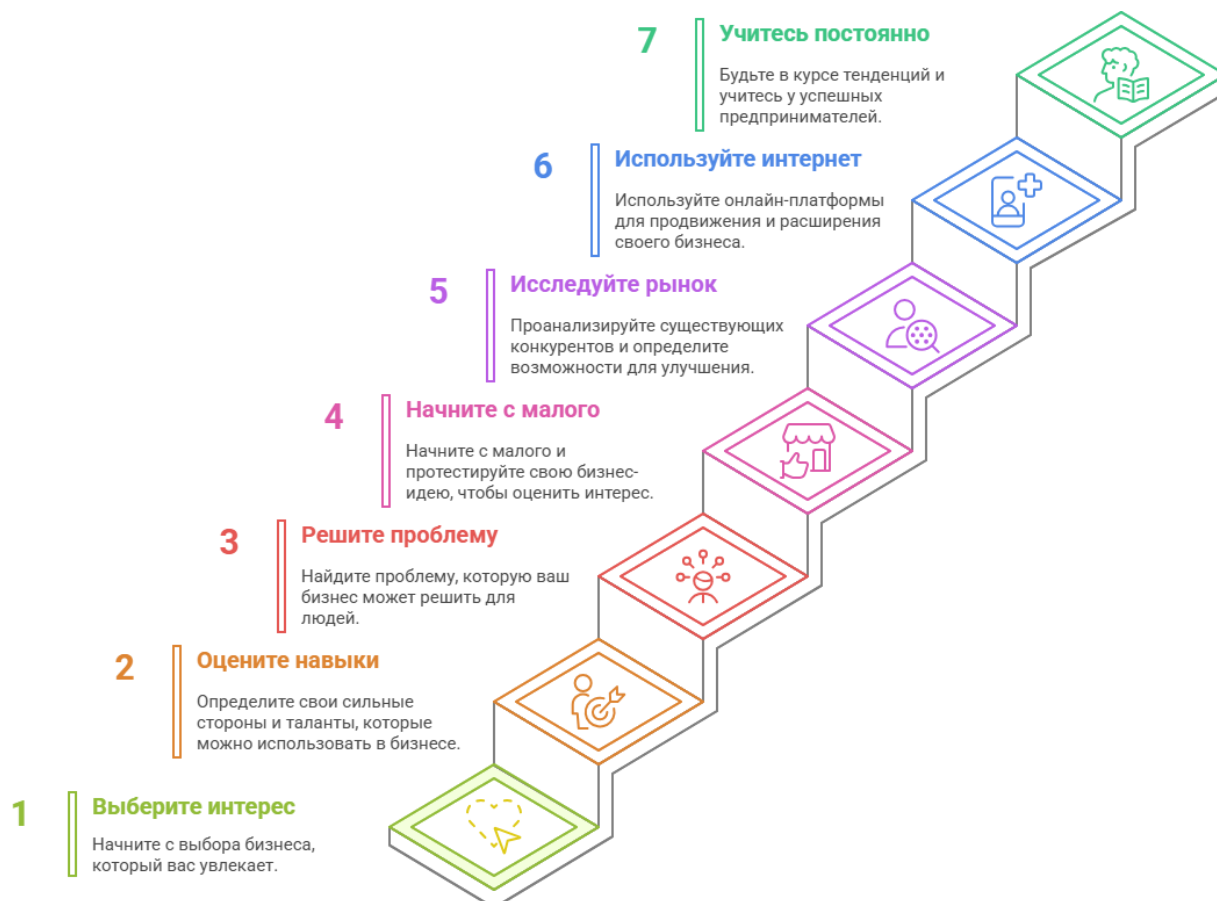 7
Учитесь постоянно
Будьте в курсе тенденций и
учитесь у успешных
предпринимателей.
6
Используйте интернет
Используйте онлайн-платформы
для продвижения и расширения
своего бизнеса.
5
Исследуйте рынок
Проанализируйте существующих
конкурентов и определите
возможности для улучшения.
4
Начните с малого
Начните с малого и
протестируйте свою бизнес-
идею, чтобы оценить интерес.
3
Решите проблему
Найдите проблему, которую ваш
бизнес может решить для
людей.
2
Оцените навыки
Определите свои сильные
стороны и таланты, которые
можно использовать в бизнесе.
1
Выберите интерес
Начните с выбора бизнеса,
который вас увлекает.